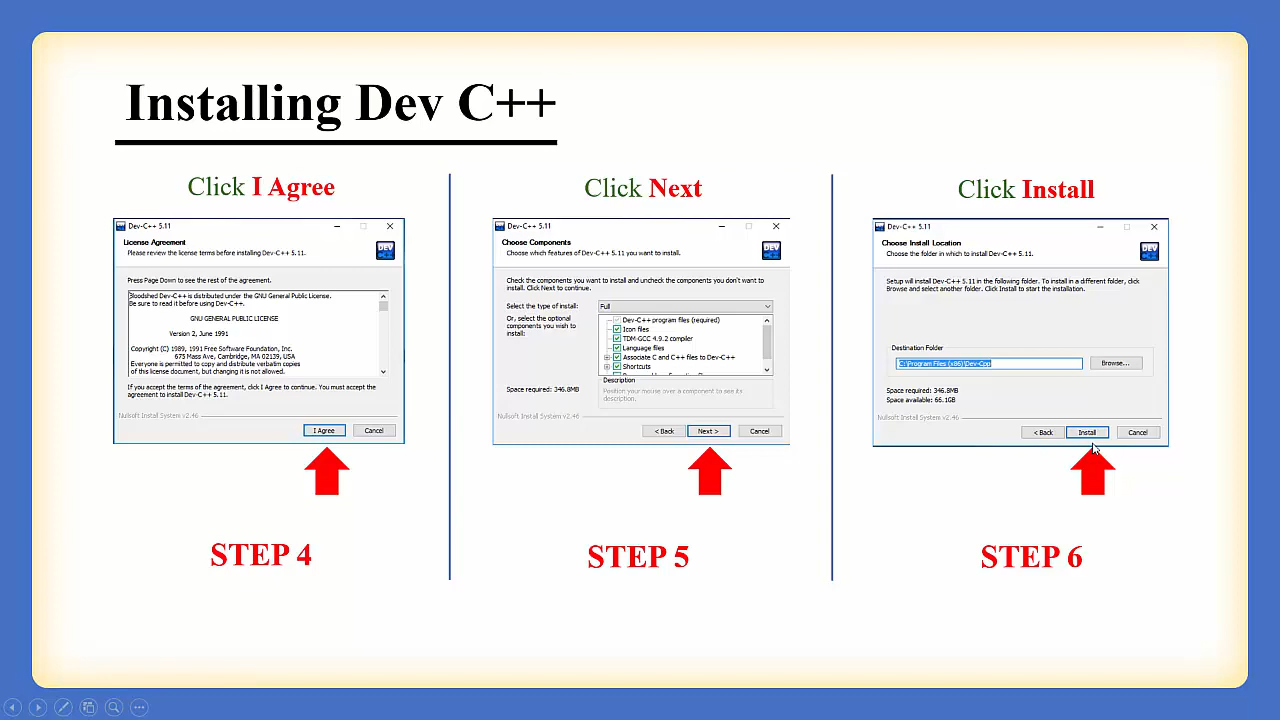 Installing Dev C++
Click I Agree
Dev-C++ 5.11
License Agreement
Please review the license terms before installing Dev-C++ 5.11.
DEV
C++
Press Page Down to see the rest of the agreement.
Bloodshed Dev-C++ is distributed under the GNU General Public License.
Be sure to read it before using Dev-C++.
GNU GENERAL PUBLIC LICENSE
Version 2, June 1991
Copyright (C) 1989, 1991 Free Software Foundation, Inc.
675 Mass Ave, Cambridge, MA 02139, USA
Everyone is permitted to copy and distribute verbatim copies
of this license document, but changing it is not allowed.
If you accept the terms of the agreement, click I Agree to continue. You must accept the
agreement to install Dev-C++ 5.11.
Nullsoft Install System v2.46
I Agree
Cancel
STEP 4
Click Next
Dev-C++ 5.11
Choose Components
Choose which features of Dev-C++ 5.11 you want to install.
DEV
C++
Check the components you want to install and uncheck the components you don't want to
install. Click Next to continue.
Select the type of install:
Full
Or, select the optional
components you wish to
install:
Dev-C++ program files (required)
Icon files
TDM-GCC 4.9.2 compiler
Language files
Associate C and C++ files to Dev-C++
Shortcuts
Space required: 346.8MB
Description
Position your mouse over a component to see its
description.
Nullsoft Install System v2.46
< Back
Next >
Cancel
STEP 5
Click Install
Dev-C++ 5.11
Choose Install Location
Choose the folder in which to install Dev-C++ 5.11.
DEV
C++
Setup will install Dev-C++ 5.11 in the following folder. To install in a different folder, click
Browse and select another folder. Click Install to start the installation.
Destination Folder
C:\Program Files (x86)\Dev-Cpp
Browse...
Space required: 346.8MB
Space available: 66.1GB
Nullsoft Install System v2.46
< Back
Install
Cancel
STEP 6